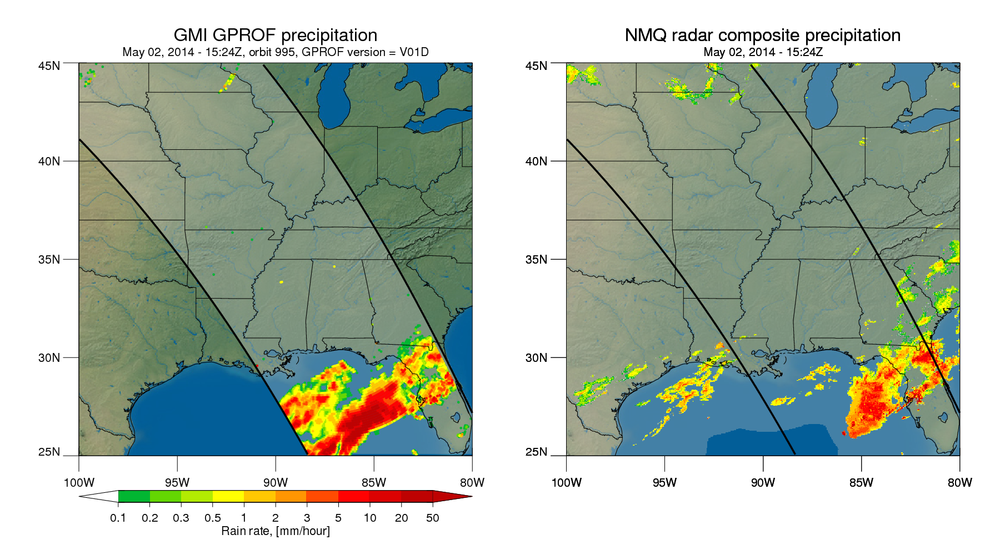 GMI GPROF precipitation
May 02, 2014 - 15:24Z, orbit 995, GPROF version = V01D
45N
40N
35N
30N
25N
100W 95W 90W 85W 80W
0.1 0.2 0.3 0.5 1 2 3 5 10 20 50
Rain rate, [mm/hour]
NMQ radar composite precipitation
May 02, 2014 - 15:24Z
45N
40N
35N
30N
25N
100W 95W 90W 85W 80W